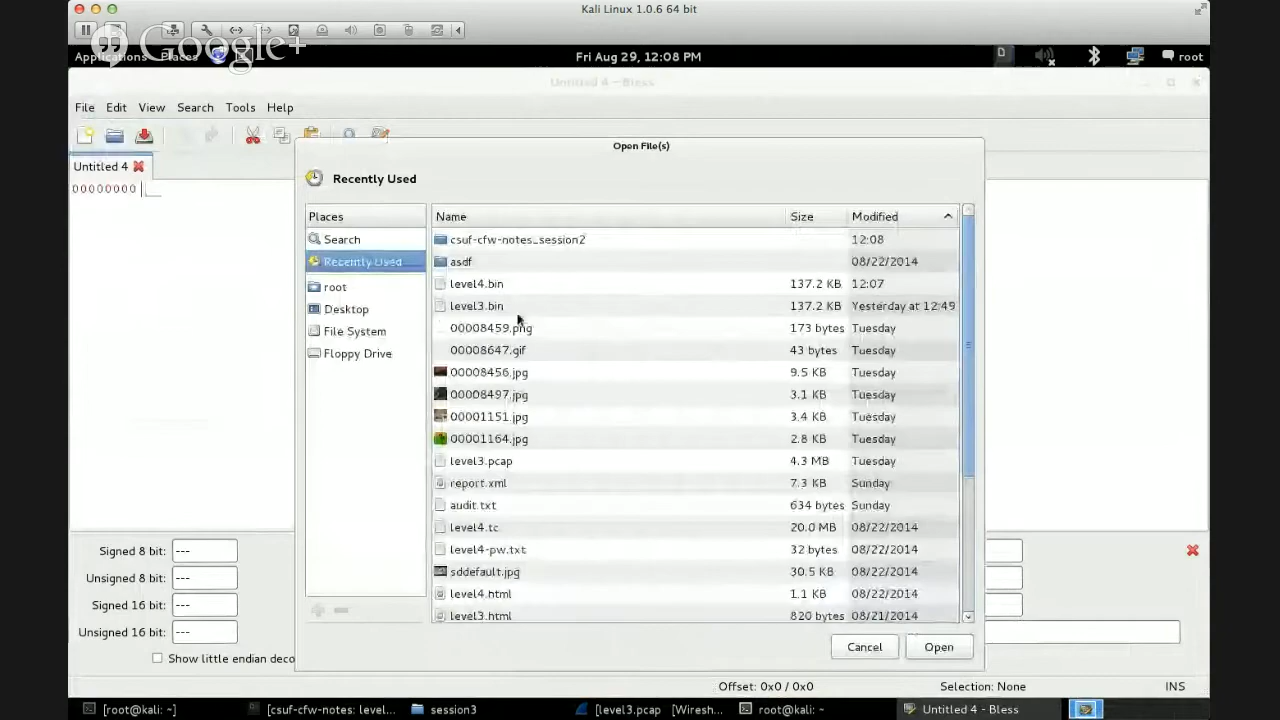 Kali Linux 1.0.6 64 bit
Google+
Applications Places Fri Aug 29, 12:08 PM root
Untitled 4 - Bless
File Edit View Search Tools Help
Open File(s)
Untitled 4
Recently Used
00000000
Places Name Size Modified
Search csuf-cfw-notes_session2 12:08
Recently Used asdf 08/22/2014
root level4.bin 137.2 KB 12:07
Desktop level3.bin 137.2 KB Yesterday at 12:49
File System 00008459.png 173 bytes Tuesday
Floppy Drive 00008647.gif 43 bytes Tuesday
00008456.jpg 9.5 KB Tuesday
00008497.jpg 3.1 KB Tuesday
00001151.jpg 3.4 KB Tuesday
00001164.jpg 2.8 KB Tuesday
level3.pcap 4.3 MB Tuesday
report.xml 7.3 KB Sunday
audit.txt 634 bytes Sunday
level4.tc 20.0 MB 08/22/2014
Signed 8 bit: --- level4-pw.txt 32 bytes 08/22/2014
Unsigned 8 bit: --- sddefault.jpg 30.5 KB 08/22/2014
Signed 16 bit: --- level4.html 1.1 KB 08/22/2014
level3.html 820 bytes 08/21/2014
Unsigned 16 bit: ---
Cancel Open
Show little endian deco
Offset: 0x0 / 0x0 Selection: None INS
[root@kali: ~] [csuf-cfw-notes: level... session3 [level3.pcap [Wiresh... root@kali: ~ Untitled 4 - Bless